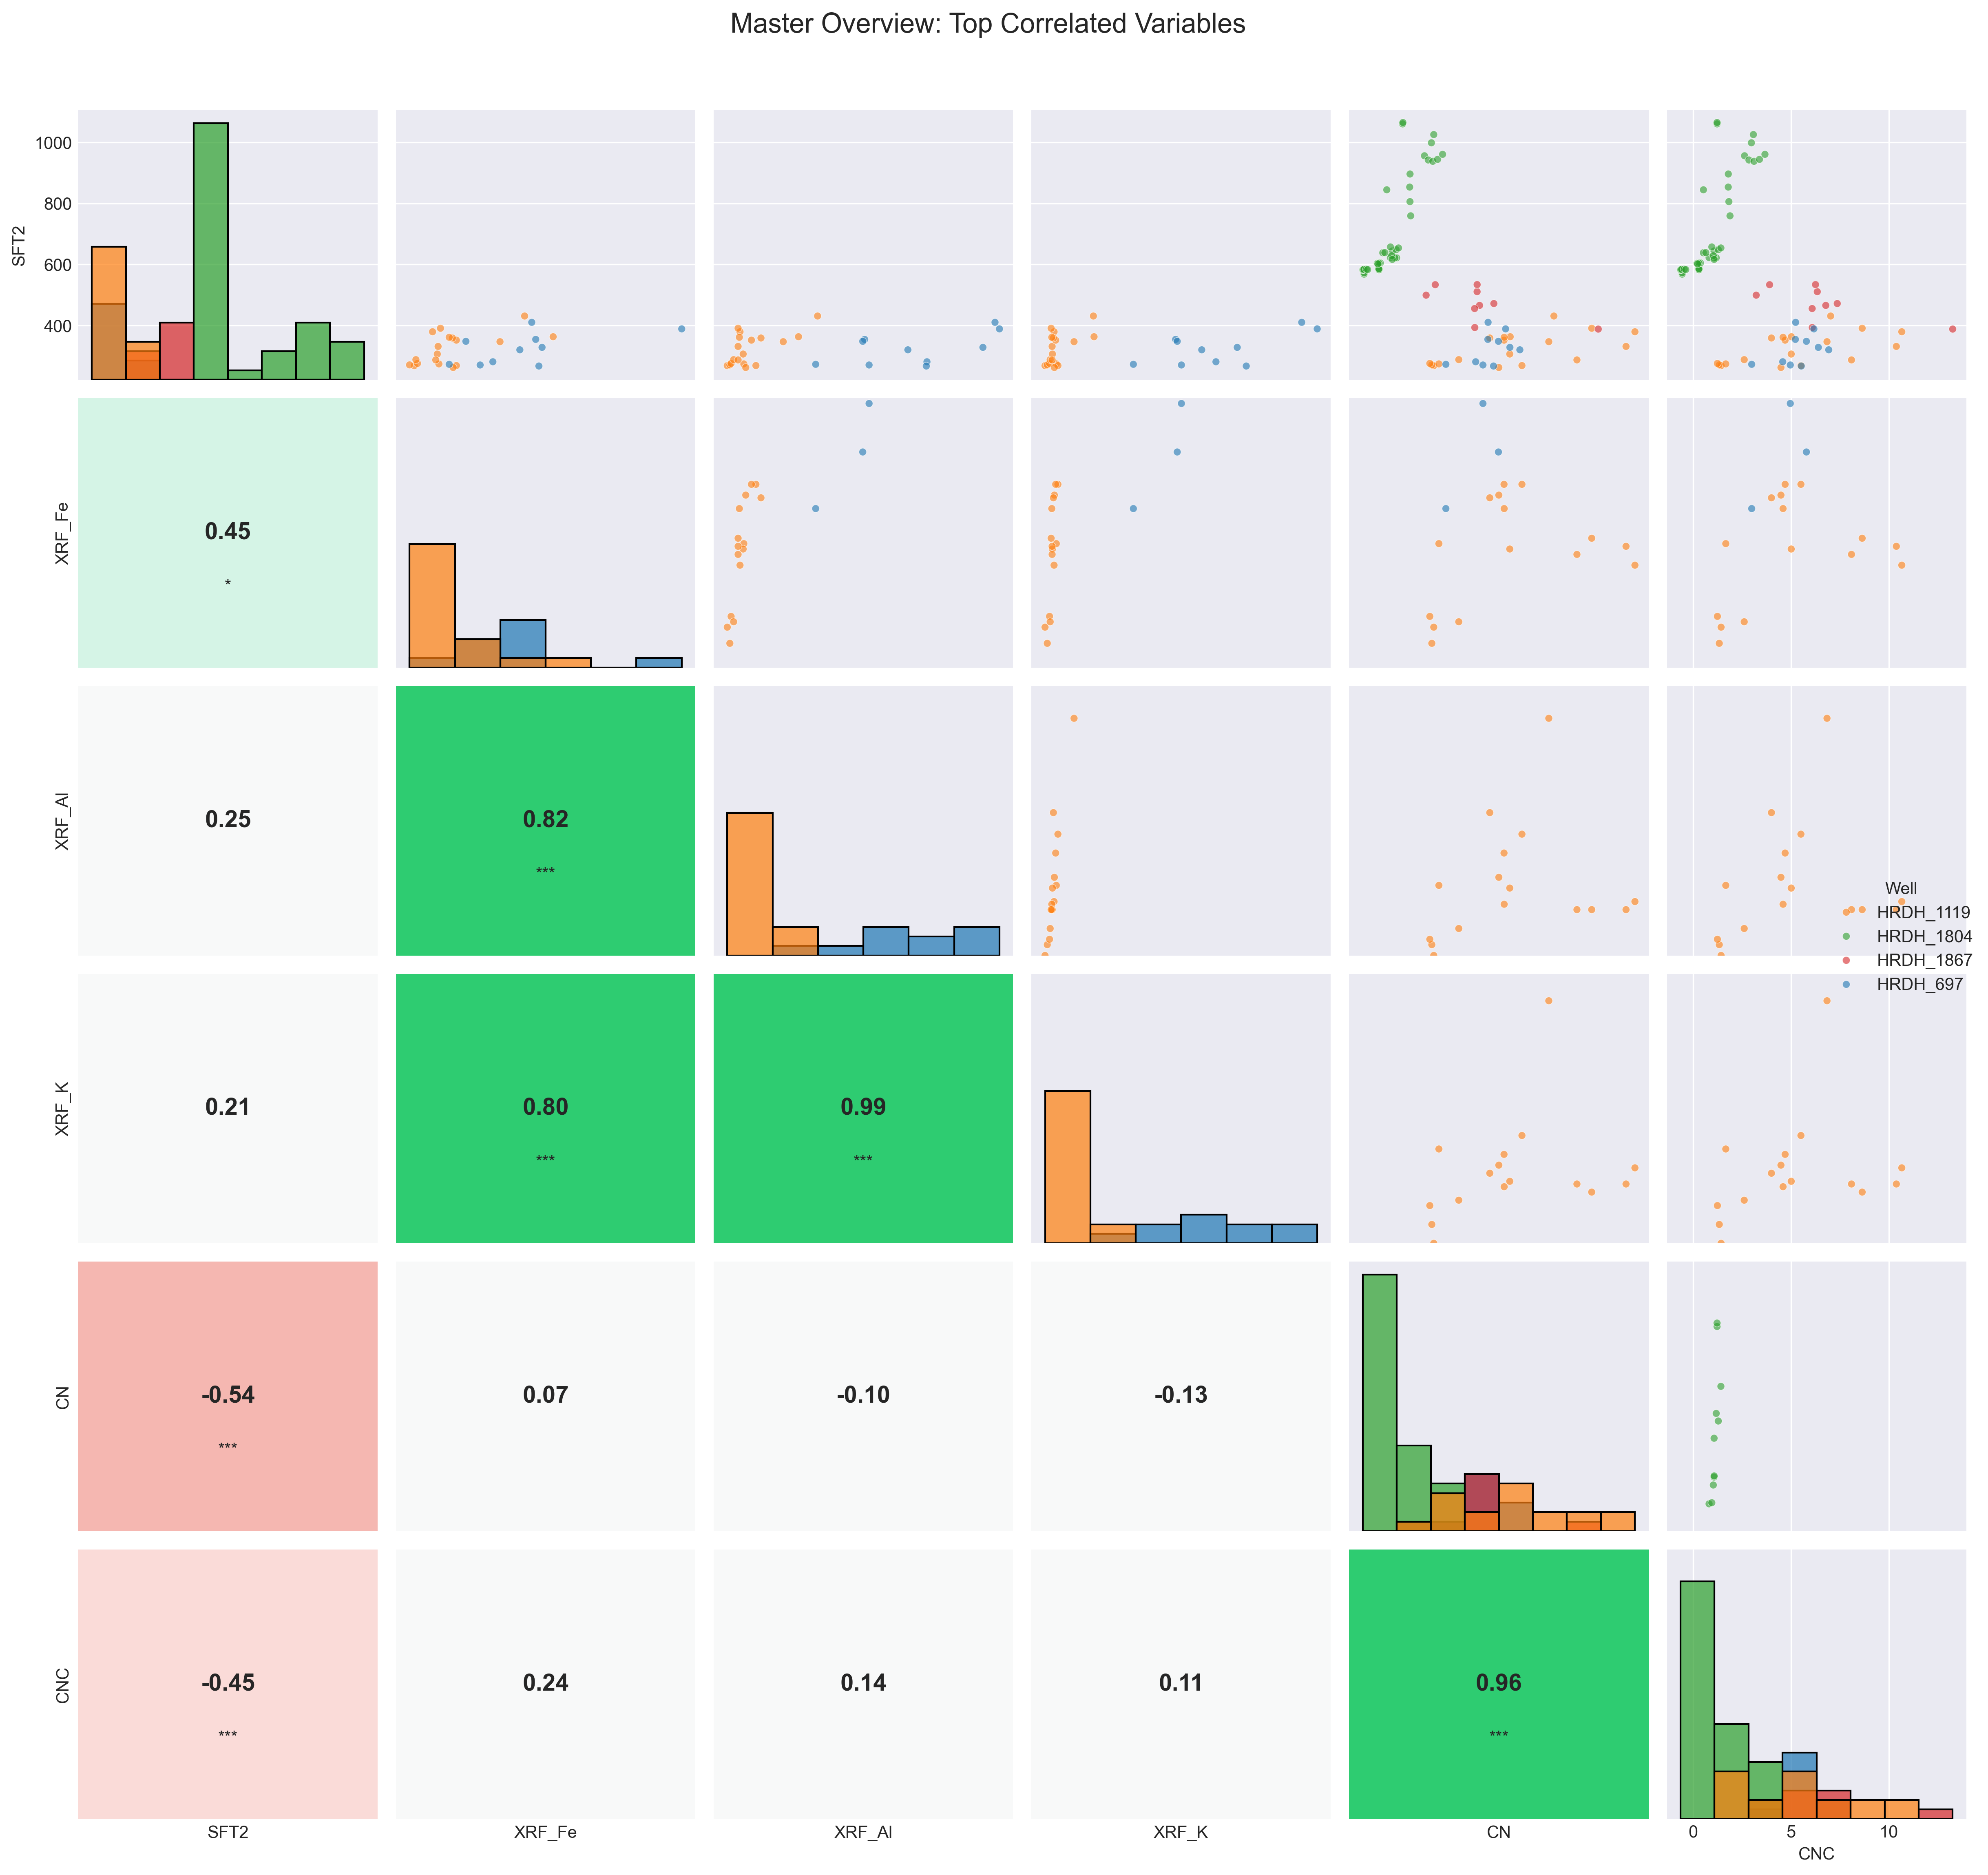 Master Overview: Top Correlated Variables
1000
800
600
400
SFT2
XRF_Fe
0.45
*
XRF_Al
0.25
0.82
***
Well
HRDH_1119
HRDH_1804
HRDH_1867
HRDH_697
XRF_K
0.21
0.80
***
0.99
***
CN
-0.54
***
0.07
-0.10
-0.13
CNC
-0.45
***
0.24
0.14
0.11
0.96
***
0
5
10
SFT2
XRF_Fe
XRF_Al
XRF_K
CN
CNC